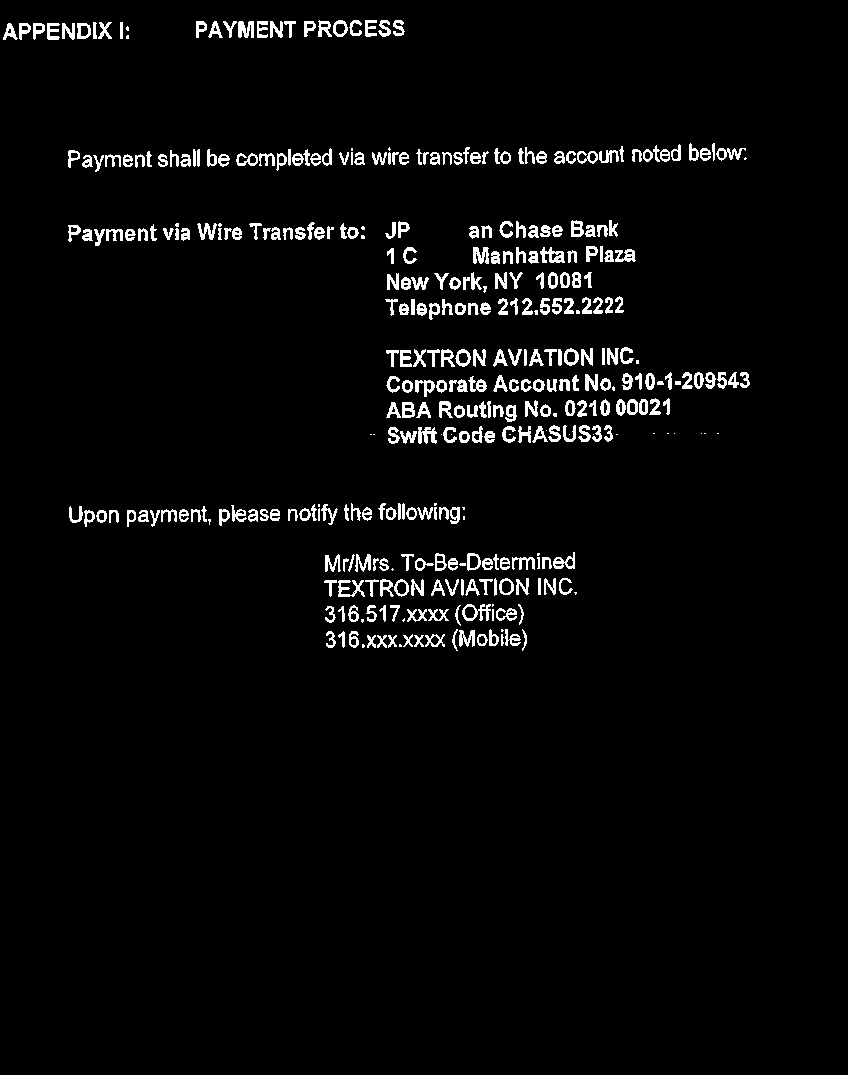 APPENDIX I: PAYMENT PROCESS
Payment shall be completed via wire transfer to the account noted below:
Payment via Wire Transfer to: JP an Chase Bank
1 C Manhattan Plaza
New York, NY 10081
Telephone 212.552.2222
TEXTRON AVIATION INC.
Corporate Account No. 910-1-209543
ABA Routing No. 0210 00021
Swift Code CHASUS33
Upon payment, please notify the following:
Mr/Mrs. To-Be-Determined
TEXTRON AVIATION INC.
316.517.xxxx (Office)
316.xxx.xxxx (Mobile)